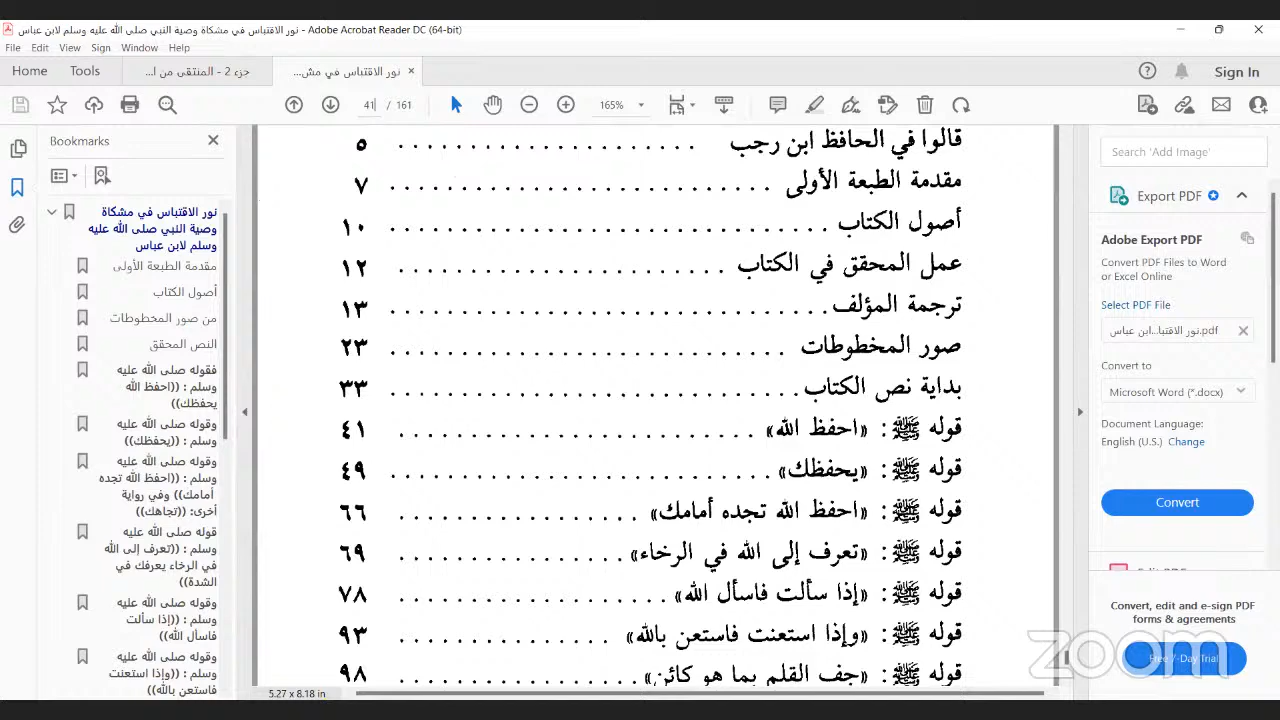 نور الاقتباس في مشكاة وصية النبي صلى الله عليه وسلم لابن عباس - Adobe Acrobat Reader DC (64-bit)
File Edit View Sign Window Help
Home Tools
جزء 2 - المنتقى من ا...
نور الاقتباس في مش...
Sign In
41 / 161
165%
Bookmarks
نور الاقتباس في مشكاة
وصية النبي صلى الله عليه
وسلم لابن عباس
مقدمة الطبعة الأولى
أصول الكتاب
من صور المخطوطات
النص المحقق
فقوله صلى الله عليه
وسلم : ((احفظ الله
يحفظك))
وقوله صلى الله عليه
وسلم : ((يحفظك))
وقوله صلى الله عليه
وسلم : ((احفظ الله تجده
أمامك)) وفي رواية
أخرى: ((تجاهك))
قوله صلى الله عليه
وسلم : ((تعرف إلى الله
في الرخاء يعرفك في
الشدة))
وقوله صلى الله عليه
وسلم : ((إذا سألت
فاسأل الله))
وقوله صلى الله عليه
وسلم : ((وإذا استعنت
فاستعن بالله))
قالوا في الحافظ ابن رجب ..................... ٥
مقدمة الطبعة الأولى ........................... ٧
أصول الكتاب .............................. ١٠
عمل المحقق في الكتاب ....................... ١٢
ترجمة المؤلف .............................. ١٣
صور المخطوطات ............................ ٢٣
بداية نص الكتاب ............................. ٣٣
قوله ﷺ : «احفظ الله» ......................... ٤١
قوله ﷺ : «يحفظك» ........................... ٤٩
قوله ﷺ : «احفظ الله تجده أمامك» ................. ٦٦
قوله ﷺ : «تعرف إلى الله في الرخاء» ................ ٦٩
قوله ﷺ : «إذا سألت فاسأل الله» ................... ٧٨
قوله ﷺ : «وإذا استعنت فاستعن بالله» ............... ٩٣
قوله ﷺ : «جف القلم بما هو كائن» ................. ٩٨
5.27 x 8.18 in
Search 'Add Image'
Export PDF
Adobe Export PDF
Convert PDF Files to Word
or Excel Online
Select PDF File
نور الاقتبا...ابن عباس.pdf
Convert to
Microsoft Word (*.docx)
Document Language:
English (U.S.) Change
Convert
Convert, edit and e-sign PDF
forms & agreements
Free 7-Day Trial
zoom